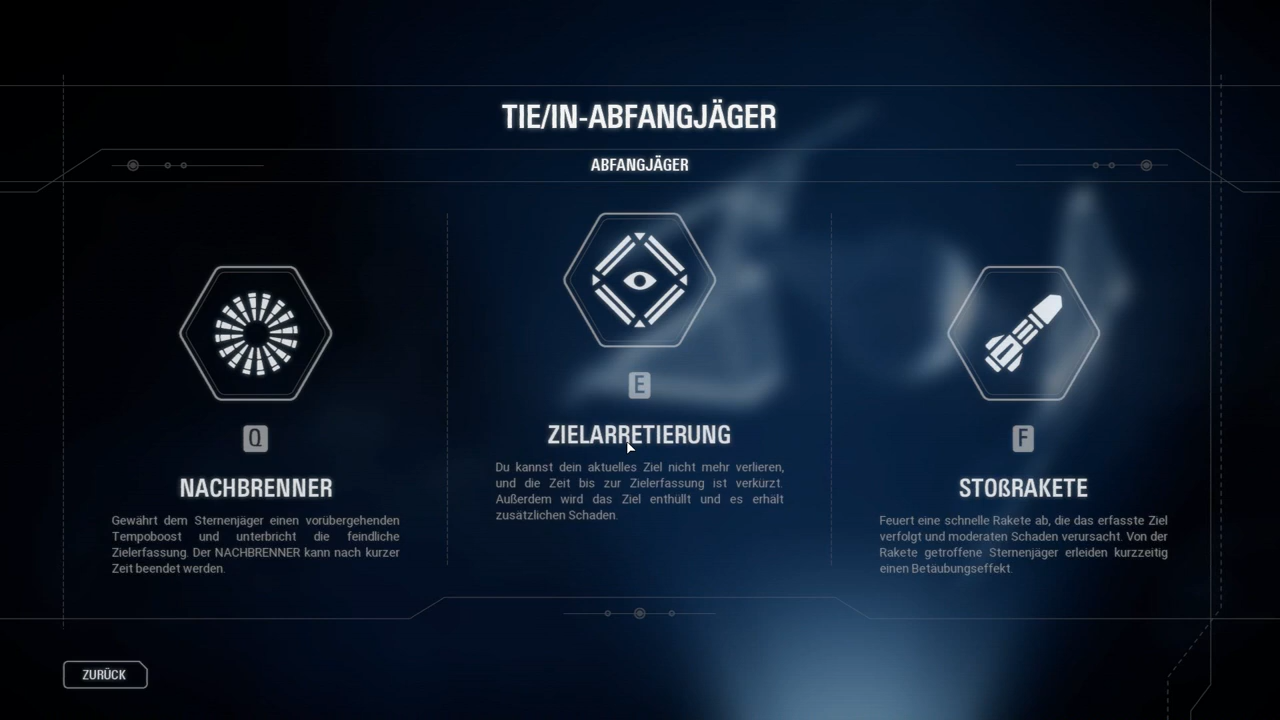 TIE/IN-ABFANGJÄGER
ABFANGJÄGER
Q
NACHBRENNER
Gewährt dem Sternenjäger einen vorübergehenden
Tempoboost und unterbricht die feindliche
Zielerfassung. Der NACHBRENNER kann nach kurzer
Zeit beendet werden.
E
ZIELARRETIERUNG
Du kannst dein aktuelles Ziel nicht mehr verlieren,
und die Zeit bis zur Zielerfassung ist verkürzt.
Außerdem wird das Ziel enthüllt und es erhält
zusätzlichen Schaden.
F
STOßRAKETE
Feuert eine schnelle Rakete ab, die das erfasste Ziel
verfolgt und moderaten Schaden verursacht. Von der
Rakete getroffene Sternenjäger erleiden kurzzeitig
einen Betäubungseffekt.
ZURÜCK